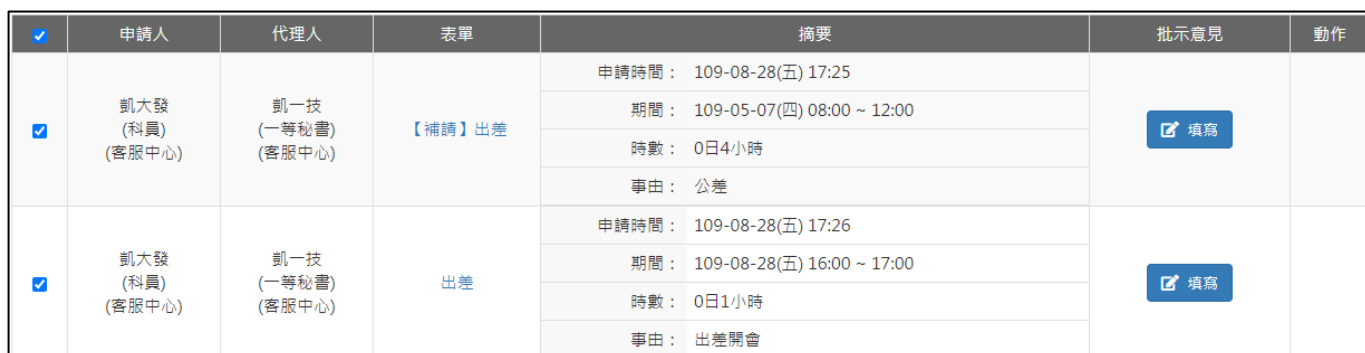 申請人 代理人 表單 摘要 批示意見 動作
申請時間： 109-08-28(五) 17:25
期間： 109-05-07(四) 08:00 ~ 12:00
時數： 0日4小時
事由： 公差
凱大發
(科員)
(客服中心)
凱一技
(一等秘書)
(客服中心)
【補請】出差
填寫
申請時間： 109-08-28(五) 17:26
期間： 109-08-28(五) 16:00 ~ 17:00
時數： 0日1小時
事由： 出差開會
凱大發
(科員)
(客服中心)
凱一技
(一等秘書)
(客服中心)
出差
填寫